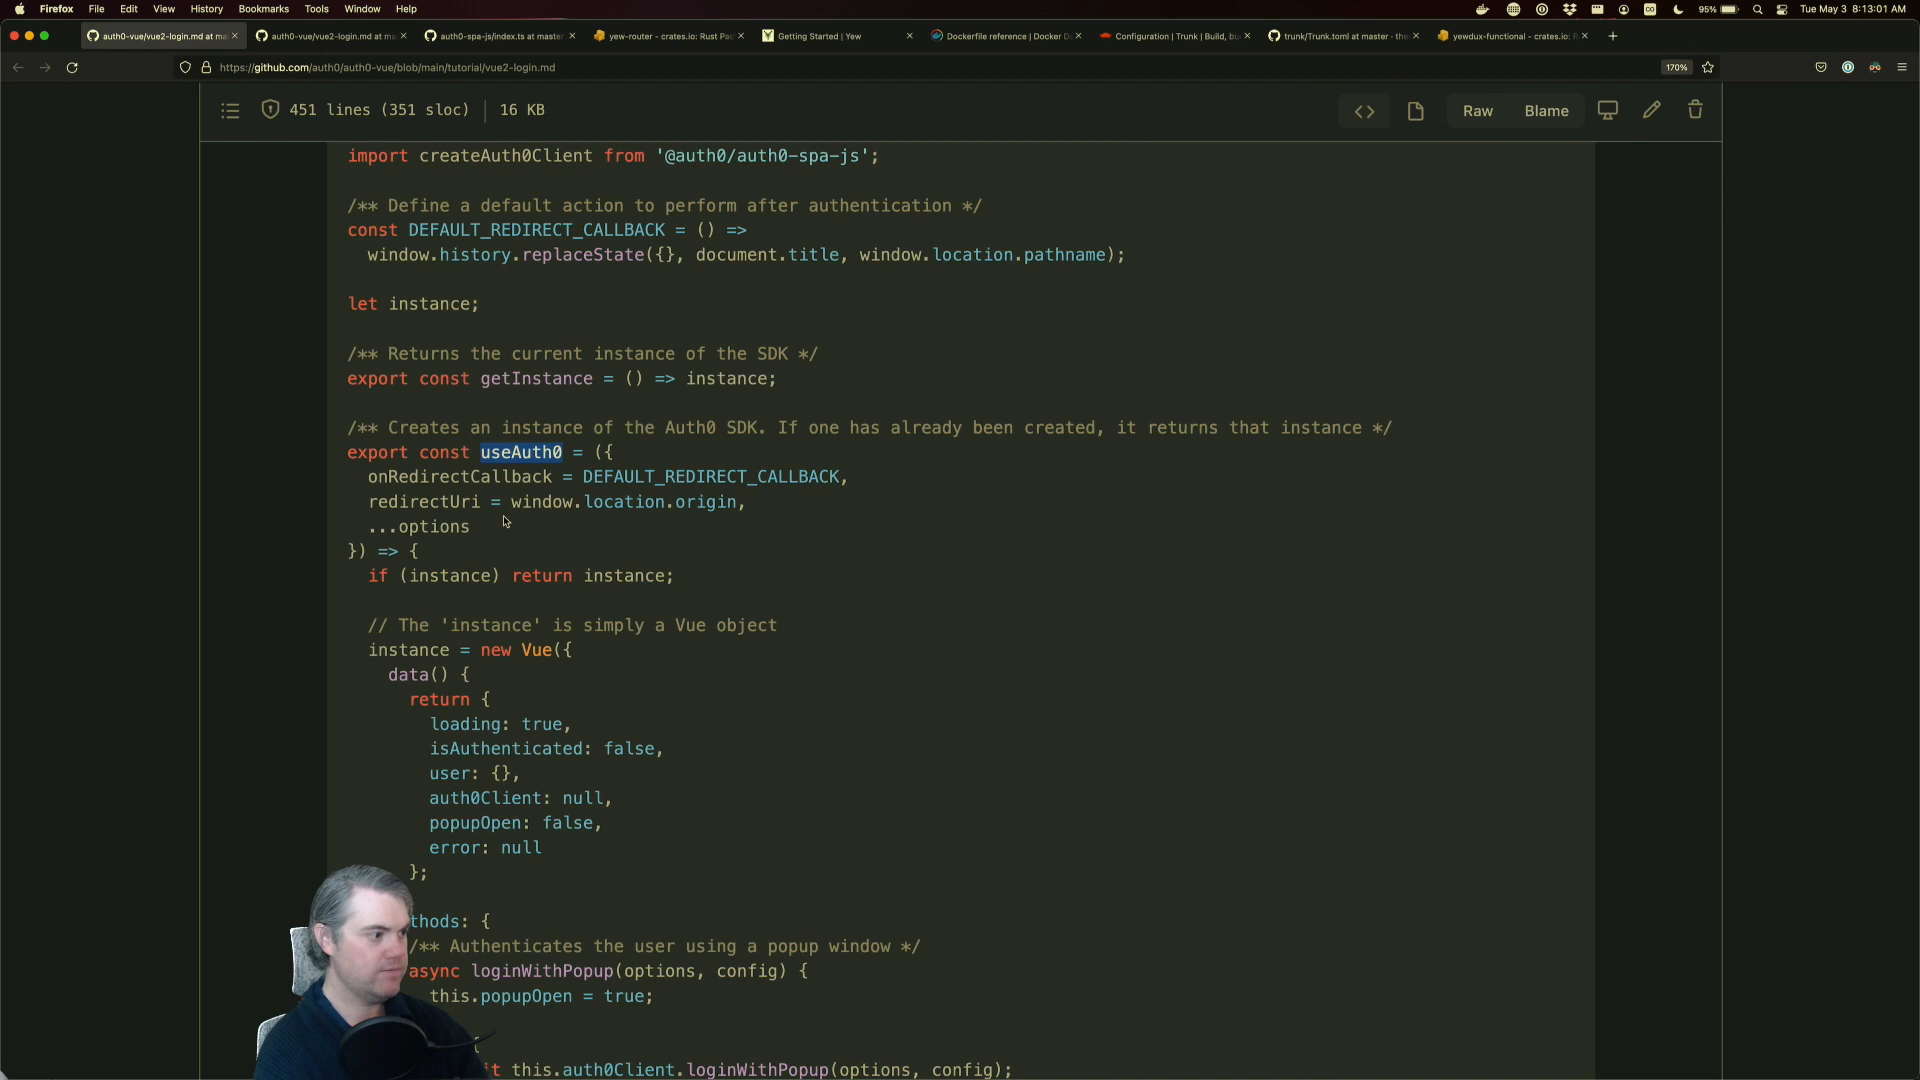 Firefox File Edit View History Bookmarks Tools Window Help 95% Tue May 3 8:13:01 AM
auth0-vue/vue2-login.md at ma auth0-vue/vue2-login.md at ma auth0-spa-js/index.ts at master yew-router - crates.io: Rust Pac Getting Started | Yew Dockerfile reference | Docker D Configuration | Trunk | Build, bu trunk/Trunk.toml at master · the yewdux-functional - crates.io: R
https://github.com/auth0/auth0-vue/blob/main/tutorial/vue2-login.md 170%
451 lines (351 sloc) 16 KB Raw Blame
import createAuth0Client from '@auth0/auth0-spa-js';
/** Define a default action to perform after authentication */
const DEFAULT_REDIRECT_CALLBACK = () =>
window.history.replaceState({}, document.title, window.location.pathname);
let instance;
/** Returns the current instance of the SDK */
export const getInstance = () => instance;
/** Creates an instance of the Auth0 SDK. If one has already been created, it returns that instance */
export const useAuth0 = ({
onRedirectCallback = DEFAULT_REDIRECT_CALLBACK,
redirectUri = window.location.origin,
...options
}) => {
if (instance) return instance;
// The 'instance' is simply a Vue object
instance = new Vue({
data() {
return {
loading: true,
isAuthenticated: false,
user: {},
auth0Client: null,
popupOpen: false,
error: null
};
thods: {
/** Authenticates the user using a popup window */
async loginWithPopup(options, config) {
this.popupOpen = true;
{
it this.auth0Client.loginWithPopup(options, config);